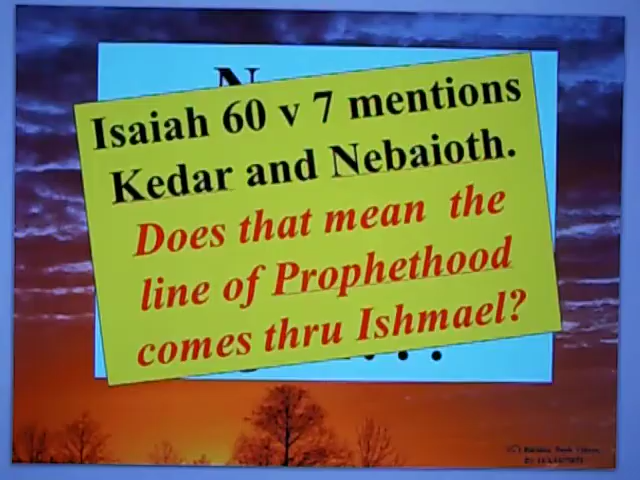 N
Isaiah 60 v 7 mentions
Kedar and Nebaioth.
Does that mean the
line of Prophethood
comes thru Ishmael?
. . .